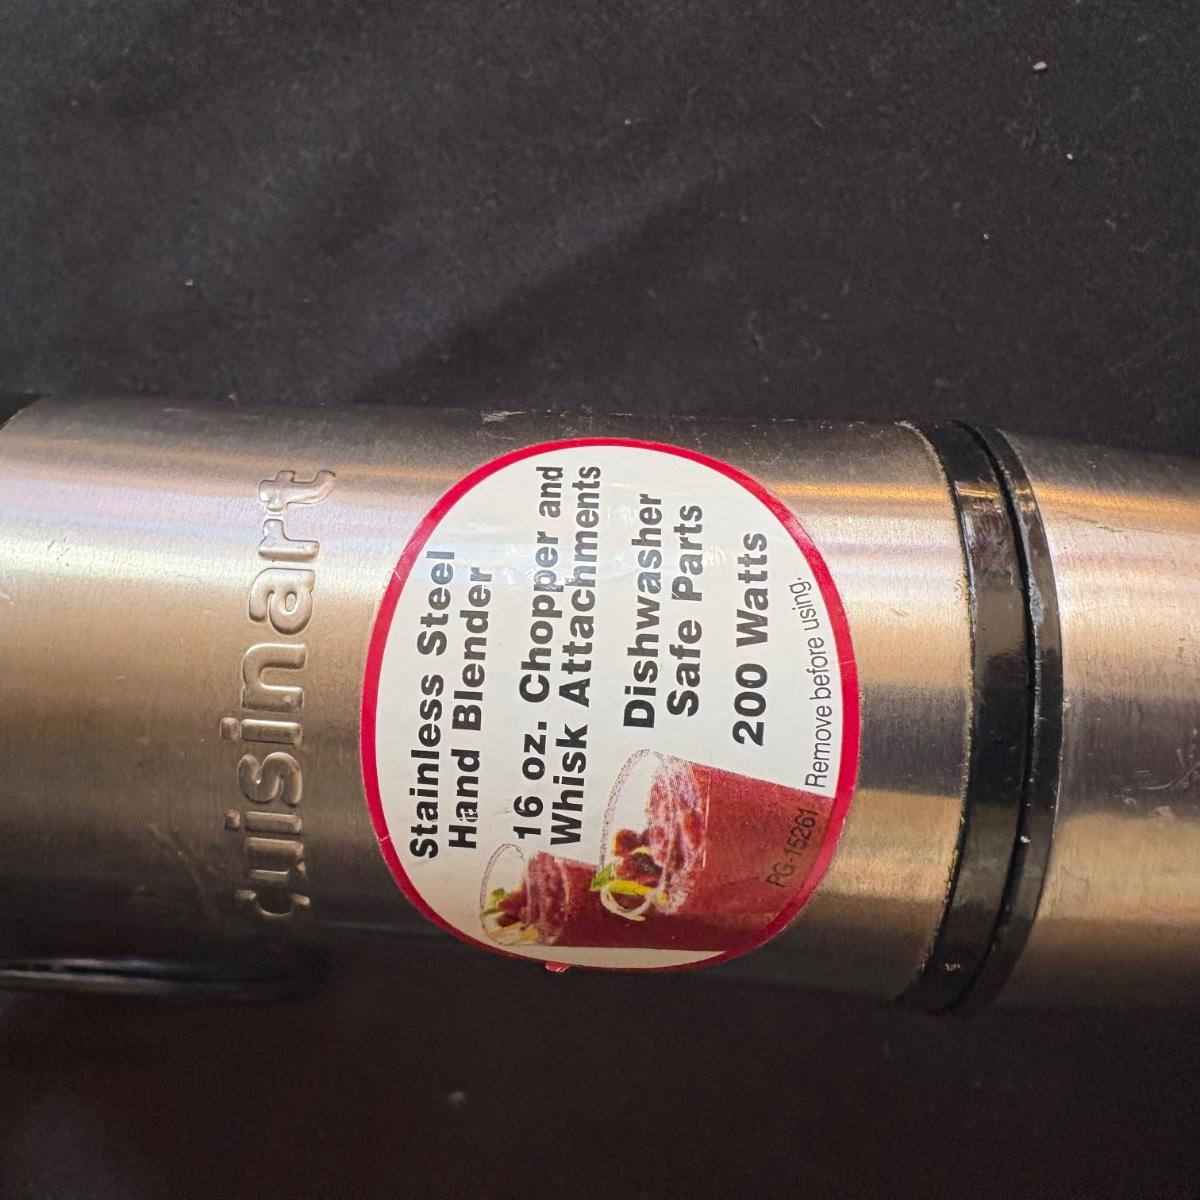 Cuisinart
Stainless Steel
Hand Blender
16 oz. Chopper and
Whisk Attachments
Dishwasher
Safe Parts
200 Watts
PG-15261
Remove before using.